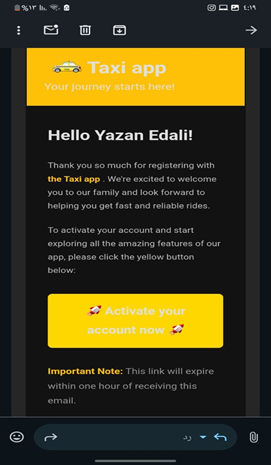 %١٣
٤:١٩
Taxi app
Your journey starts here!
Hello Yazan Edali!
Thank you so much for registering with
the Taxi app . We're excited to welcome
you to our family and look forward to
helping you get fast and reliable rides.
To activate your account and start
exploring all the amazing features of our
app, please click the yellow button
below:
🚀 Activate your
account now 🚀
Important Note: This link will expire
within one hour of receiving this
email.
رد